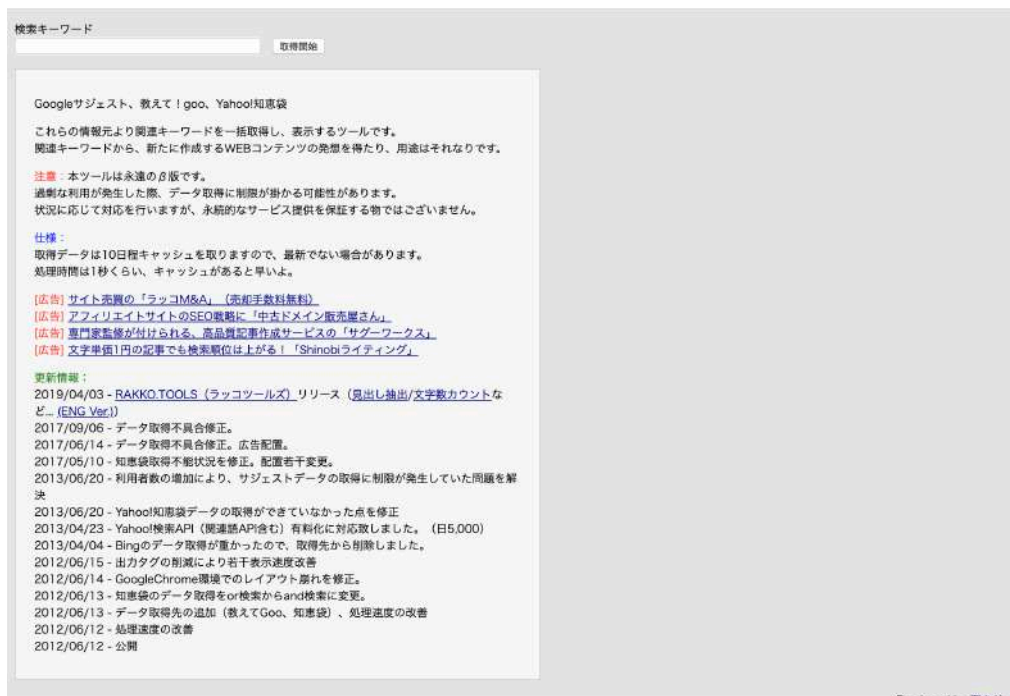 検索キーワード
取得開始
Googleサジェスト、教えて！goo、Yahoo!知恵袋
これらの情報元より関連キーワードを一括取得し、表示するツールです。
関連キーワードから、新たに作成するWEBコンテンツの発想を得たり、用途はそれなりです。
注意：本ツールは永遠のβ版です。
過剰な利用が発生した際、データ取得に制限が掛かる可能性があります。
状況に応じて対応を行いますが、永続的なサービス提供を保証する物ではございません。
仕様：
取得データは10日程キャッシュを取りますので、最新でない場合があります。
処理時間は1秒くらい、キャッシュがあると早いよ。
[広告] サイト売買の「ラッコM&A」（売却手数料無料）
[広告] アフィリエイトサイトのSEO戦略に「中古ドメイン販売屋さん」
[広告] 専門家監修が付けられる、高品質記事作成サービスの「サグーワークス」
[広告] 文字単価1円の記事でも検索順位は上がる！「Shinobiライティング」
更新情報：
2019/04/03 - RAKKO.TOOLS（ラッコツールズ）リリース（見出し抽出/文字数カウントな
ど... (ENG Ver.)）
2017/09/06 - データ取得不具合修正。
2017/06/14 - データ取得不具合修正。広告配置。
2017/05/10 - 知恵袋取得不能状況を修正。配置若干変更。
2013/06/20 - 利用者数の増加により、サジェストデータの取得に制限が発生していた問題を解
決
2013/06/20 - Yahoo!知恵袋データの取得ができていなかった点を修正
2013/04/23 - Yahoo!検索API（関連語API含む）有料化に対応致しました。（日5,000）
2013/04/04 - Bingのデータ取得が重かったので、取得先から削除しました。
2012/06/15 - 出力タグの削減により若干表示速度改善
2012/06/14 - GoogleChrome環境でのレイアウト崩れを修正。
2012/06/13 - 知恵袋のデータ取得をor検索からand検索に変更。
2012/06/13 - データ取得先の追加（教えてGoo、知恵袋）、処理速度の改善
2012/06/12 - 処理速度の改善
2012/06/12 - 公開